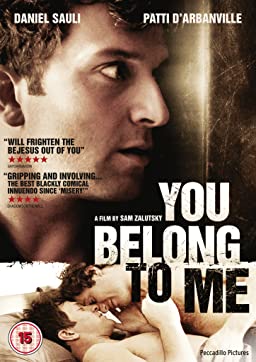 DANIEL SAULI
PATTI D'ARBANVILLE
"WILL FRIGHTEN THE
BEJESUS OUT OF YOU"
★★★★★
"GRIPPING AND INVOLVING...
THE BEST BLACKLY COMICAL
INNUENDO SINCE 'MISERY'"
★★★★
A FILM BY SAM ZALUTSKY
YOU
BELONG
TO ME
15
Peccadillo Pictures